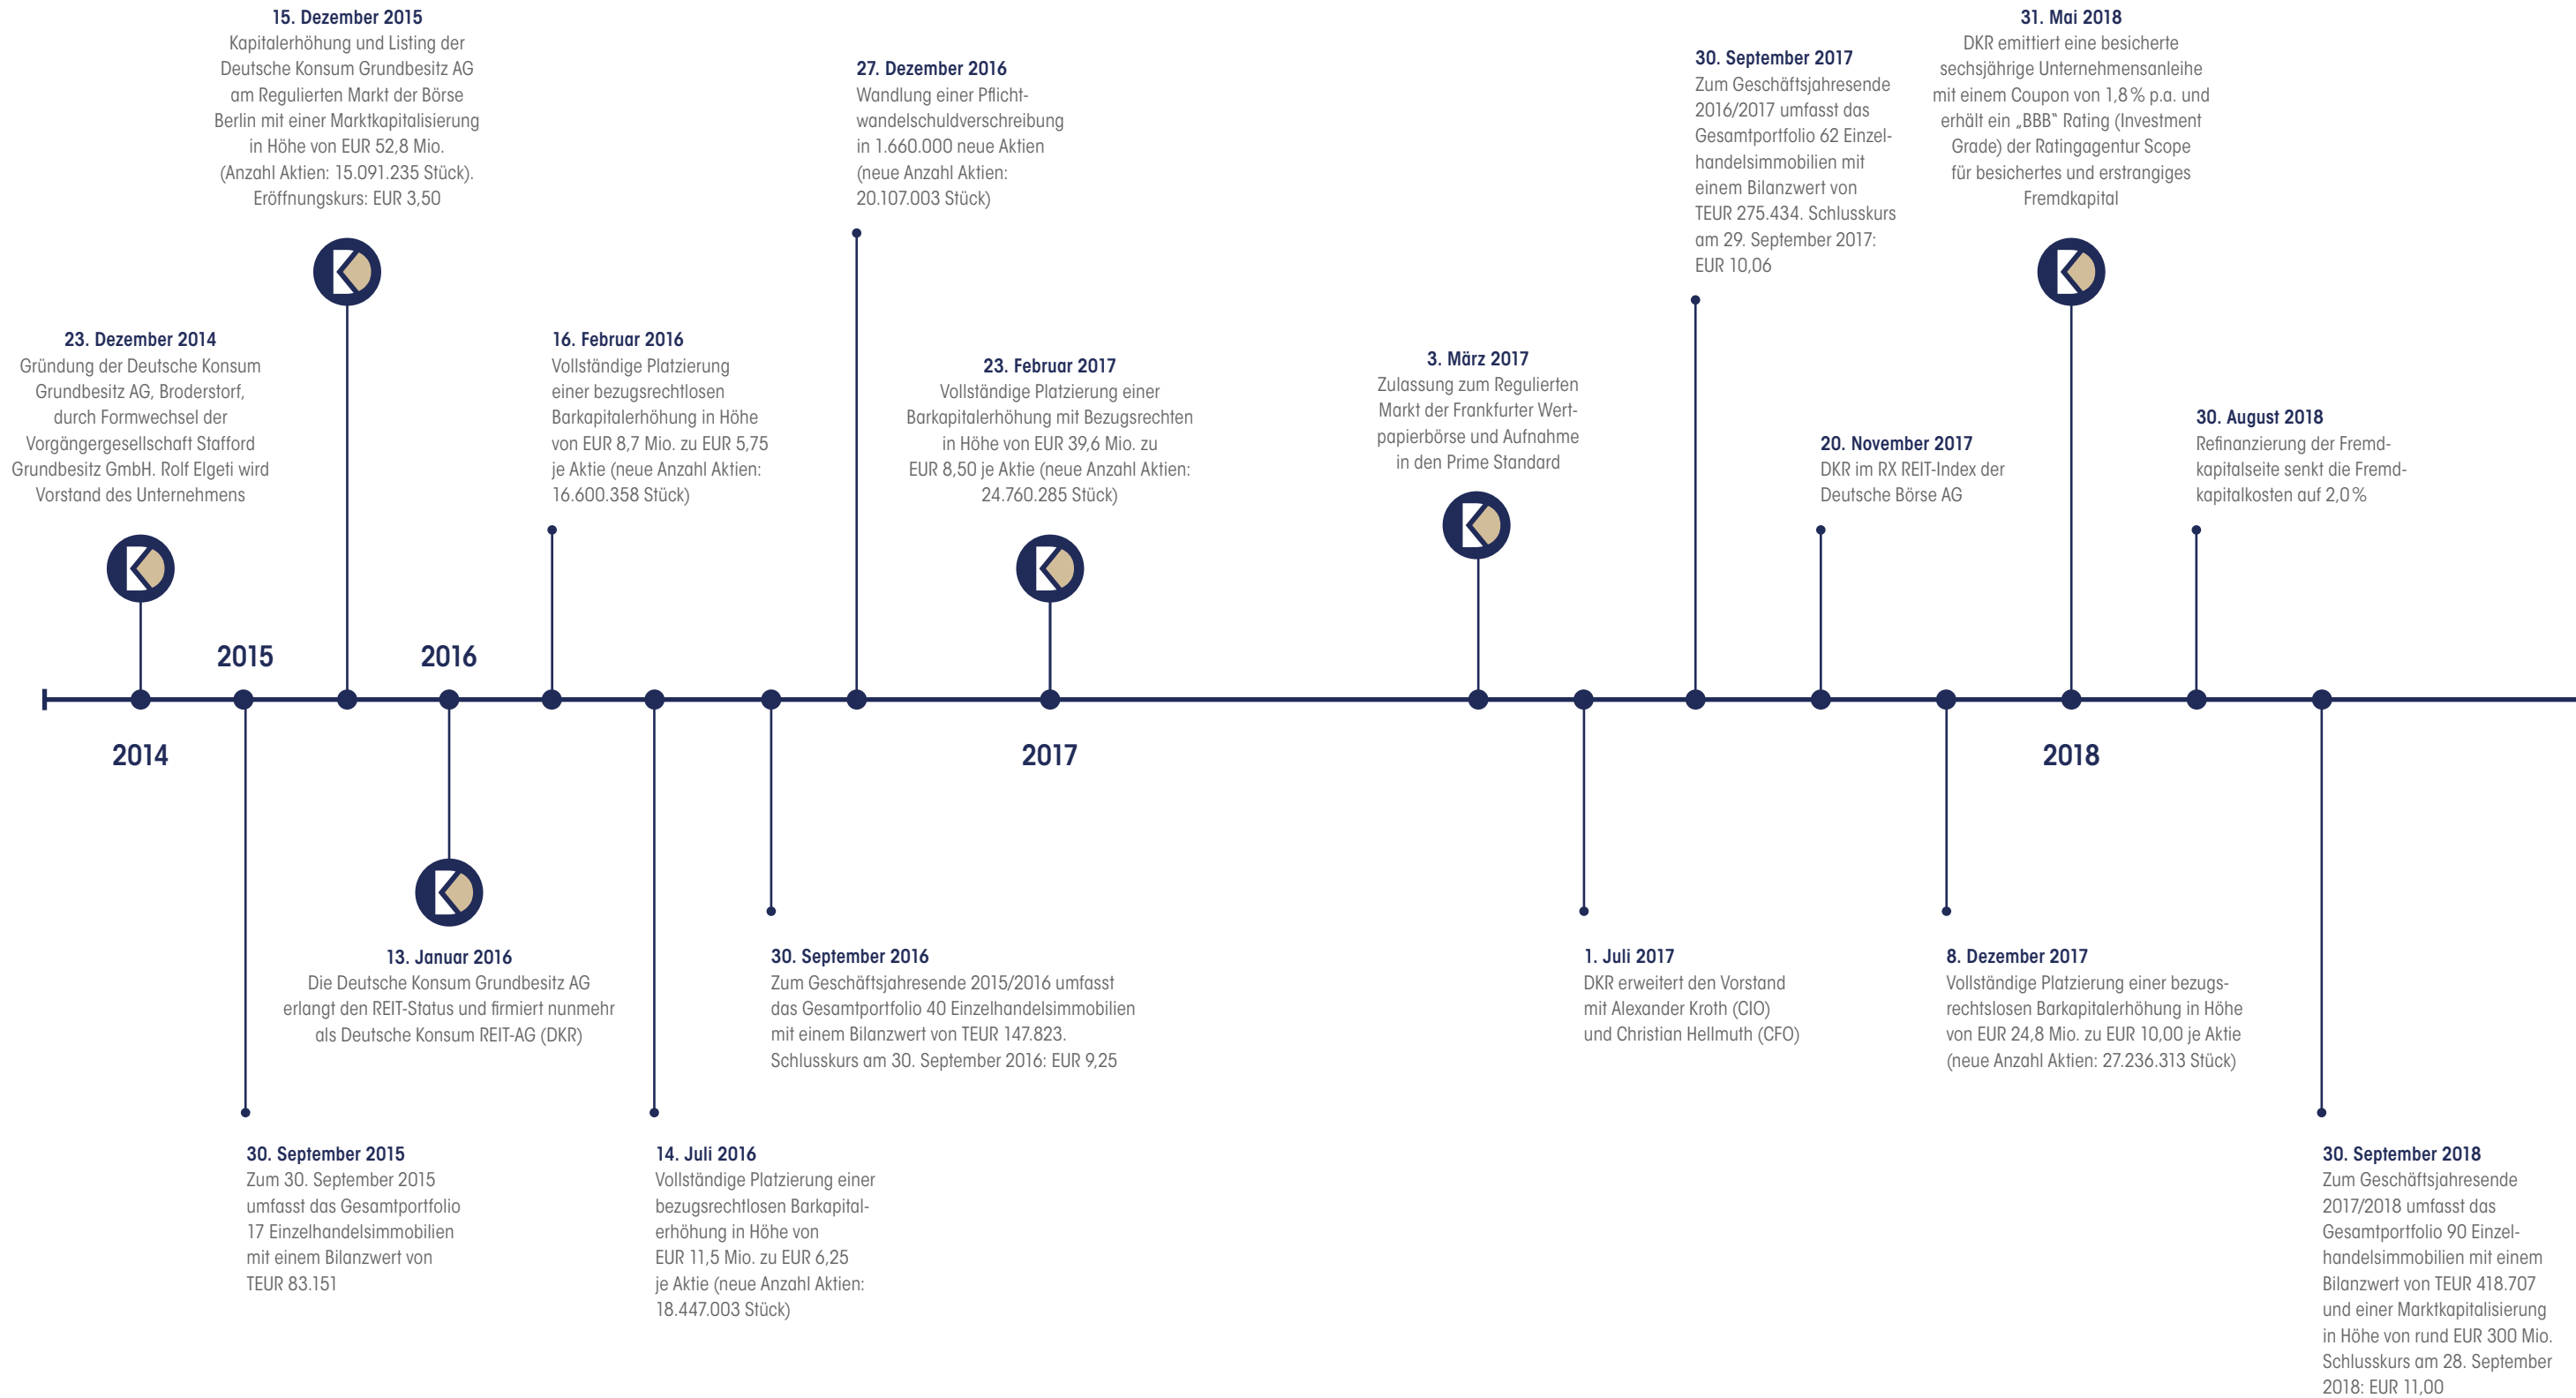 15. Dezember 2015
Kapitalerhöhung und Listing der
Deutsche Konsum Grundbesitz AG
am Regulierten Markt der Börse
Berlin mit einer Marktkapitalisierung
in Höhe von EUR 52,8 Mio.
(Anzahl Aktien: 15.091.235 Stück).
Eröffnungskurs: EUR 3,50
27. Dezember 2016
Wandlung einer Pflicht-
wandelschuldverschreibung
in 1.660.000 neue Aktien
(neue Anzahl Aktien:
20.107.003 Stück)
30. September 2017
Zum Geschäftsjahresende
2016/2017 umfasst das
Gesamtportfolio 62 Einzel-
handelsimmobilien mit
einem Bilanzwert von
TEUR 275.434. Schlusskurs
am 29. September 2017:
EUR 10,06
31. Mai 2018
DKR emittiert eine besicherte
sechsjährige Unternehmensanleihe
mit einem Coupon von 1,8 % p.a. und
erhält ein „BBB“ Rating (Investment
Grade) der Ratingagentur Scope
für besichertes und erstrangiges
Fremdkapital
23. Dezember 2014
Gründung der Deutsche Konsum
Grundbesitz AG, Broderstorf,
durch Formwechsel der
Vorgängergesellschaft Stafford
Grundbesitz GmbH. Rolf Elgeti wird
Vorstand des Unternehmens
16. Februar 2016
Vollständige Platzierung
einer bezugsrechtlosen
Barkapitalerhöhung in Höhe
von EUR 8,7 Mio. zu EUR 5,75
je Aktie (neue Anzahl Aktien:
16.600.358 Stück)
23. Februar 2017
Vollständige Platzierung einer
Barkapitalerhöhung mit Bezugsrechten
in Höhe von EUR 39,6 Mio. zu
EUR 8,50 je Aktie (neue Anzahl Aktien:
24.760.285 Stück)
3. März 2017
Zulassung zum Regulierten
Markt der Frankfurter Wert-
papierbörse und Aufnahme
in den Prime Standard
20. November 2017
DKR im RX REIT-Index der
Deutsche Börse AG
30. August 2018
Refinanzierung der Fremd-
kapitalseite senkt die Fremd-
kapitalkosten auf 2,0 %
2015
2016
2014
2017
2018
13. Januar 2016
Die Deutsche Konsum Grundbesitz AG
erlangt den REIT-Status und firmiert nunmehr
als Deutsche Konsum REIT-AG (DKR)
30. September 2016
Zum Geschäftsjahresende 2015/2016 umfasst
das Gesamtportfolio 40 Einzelhandelsimmobilien
mit einem Bilanzwert von TEUR 147.823.
Schlusskurs am 30. September 2016: EUR 9,25
1. Juli 2017
DKR erweitert den Vorstand
mit Alexander Kroth (CIO)
und Christian Hellmuth (CFO)
8. Dezember 2017
Vollständige Platzierung einer bezugs-
rechtslosen Barkapitalerhöhung in Höhe
von EUR 24,8 Mio. zu EUR 10,00 je Aktie
(neue Anzahl Aktien: 27.236.313 Stück)
30. September 2015
Zum 30. September 2015
umfasst das Gesamtportfolio
17 Einzelhandelsimmobilien
mit einem Bilanzwert von
TEUR 83.151
14. Juli 2016
Vollständige Platzierung einer
bezugsrechtlosen Barkapital-
erhöhung in Höhe von
EUR 11,5 Mio. zu EUR 6,25
je Aktie (neue Anzahl Aktien:
18.447.003 Stück)
30. September 2018
Zum Geschäftsjahresende
2017/2018 umfasst das
Gesamtportfolio 90 Einzel-
handelsimmobilien mit einem
Bilanzwert von TEUR 418.707
und einer Marktkapitalisierung
in Höhe von rund EUR 300 Mio.
Schlusskurs am 28. September
2018: EUR 11,00